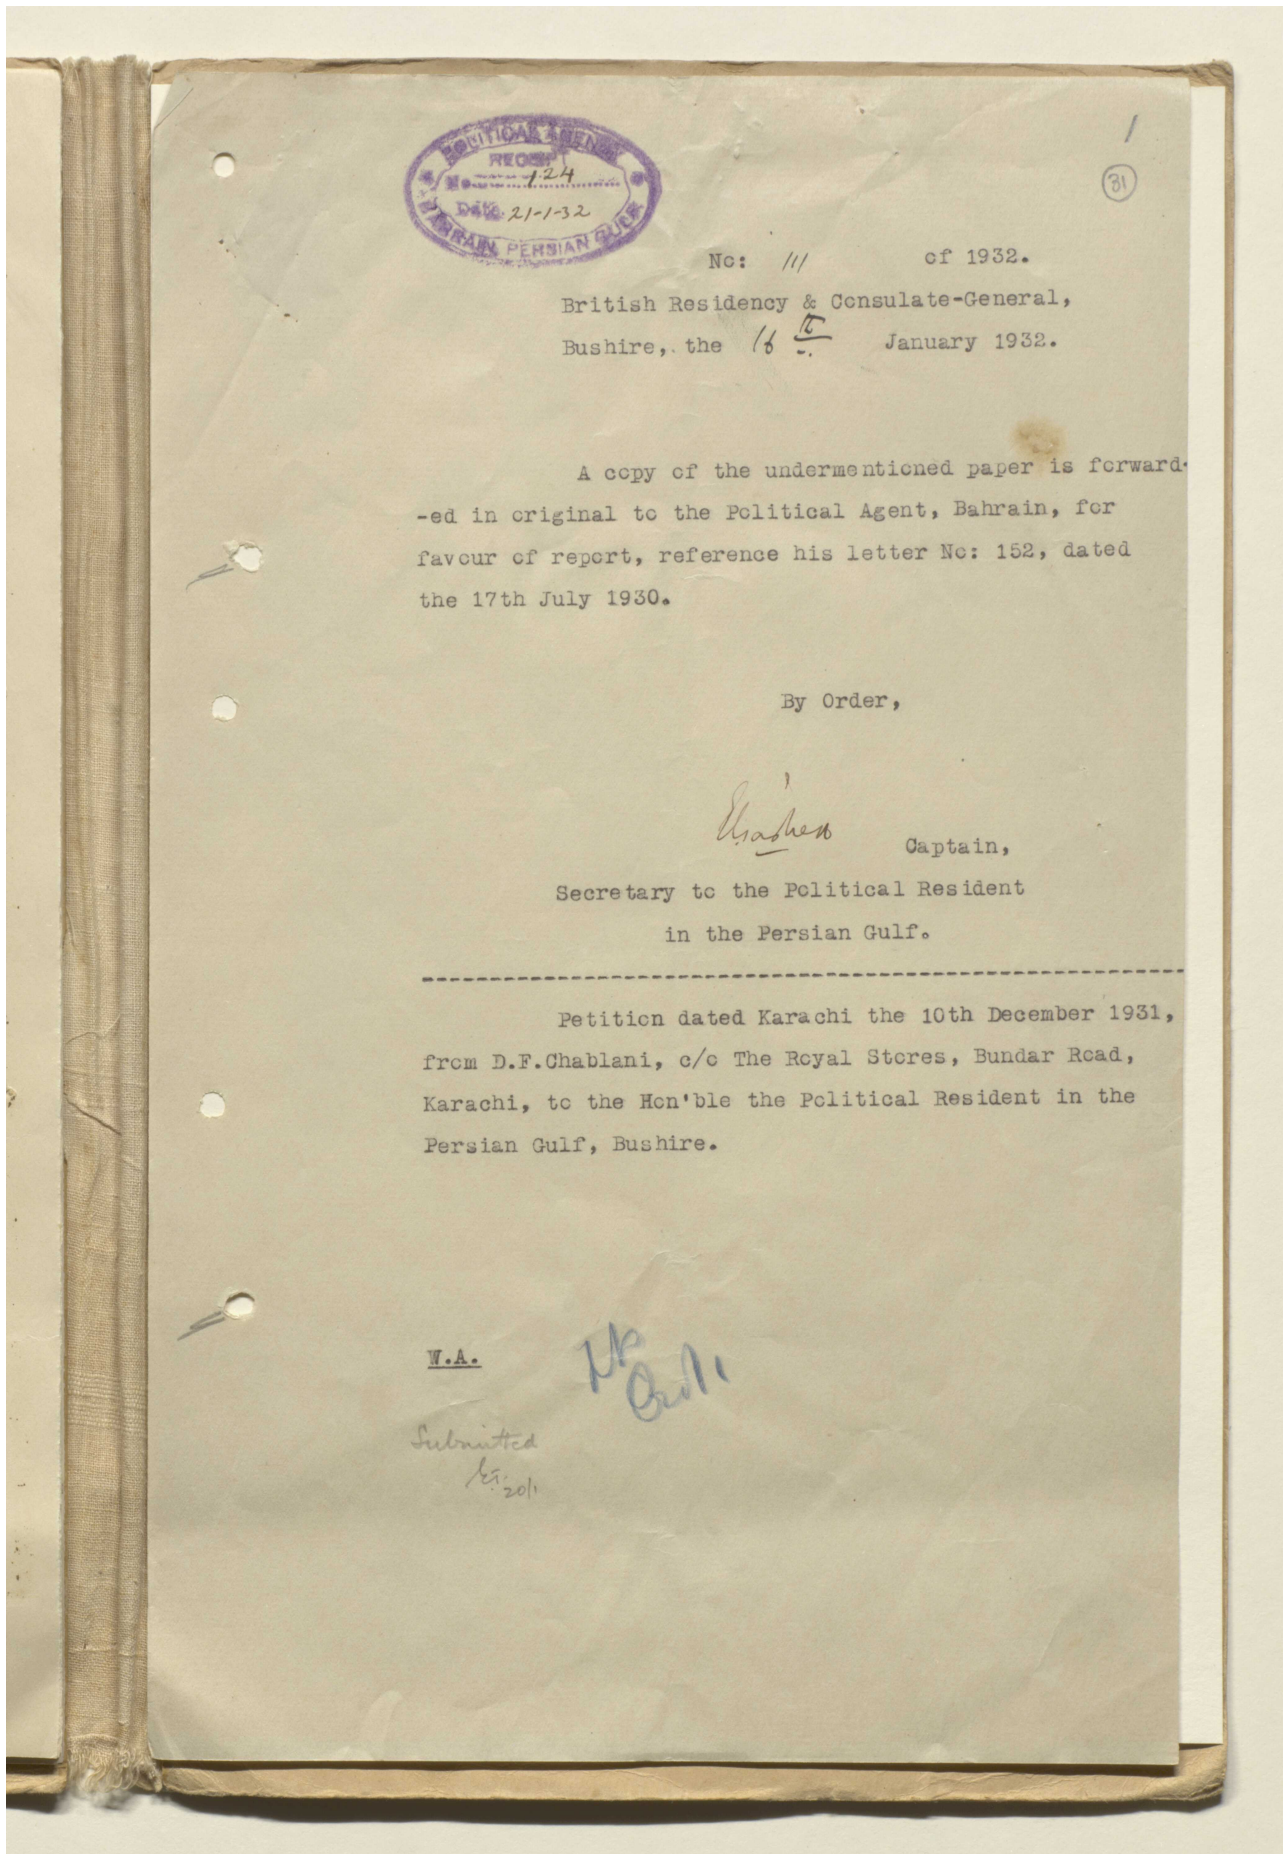 1
31
POLITICAL AGENCY
RECEIPT
No. 124
Date 21-1-32
BAHRAIN, PERSIAN GULF
No: 111 of 1932.
British Residency & Consulate-General,
Bushire, the 16th January 1932.
A copy of the undermentioned paper is forward-
-ed in original to the Political Agent, Bahrain, for
favour of report, reference his letter No: 152, dated
the 17th July 1930.
By Order,
Captain,
Secretary to the Political Resident
in the Persian Gulf.
--------------------------------------------------------
Petition dated Karachi the 10th December 1931,
from D.F.Chablani, c/o The Royal Stores, Bundar Road,
Karachi, to the Hon'ble the Political Resident in the
Persian Gulf, Bushire.
W.A.
Submitted
20/1